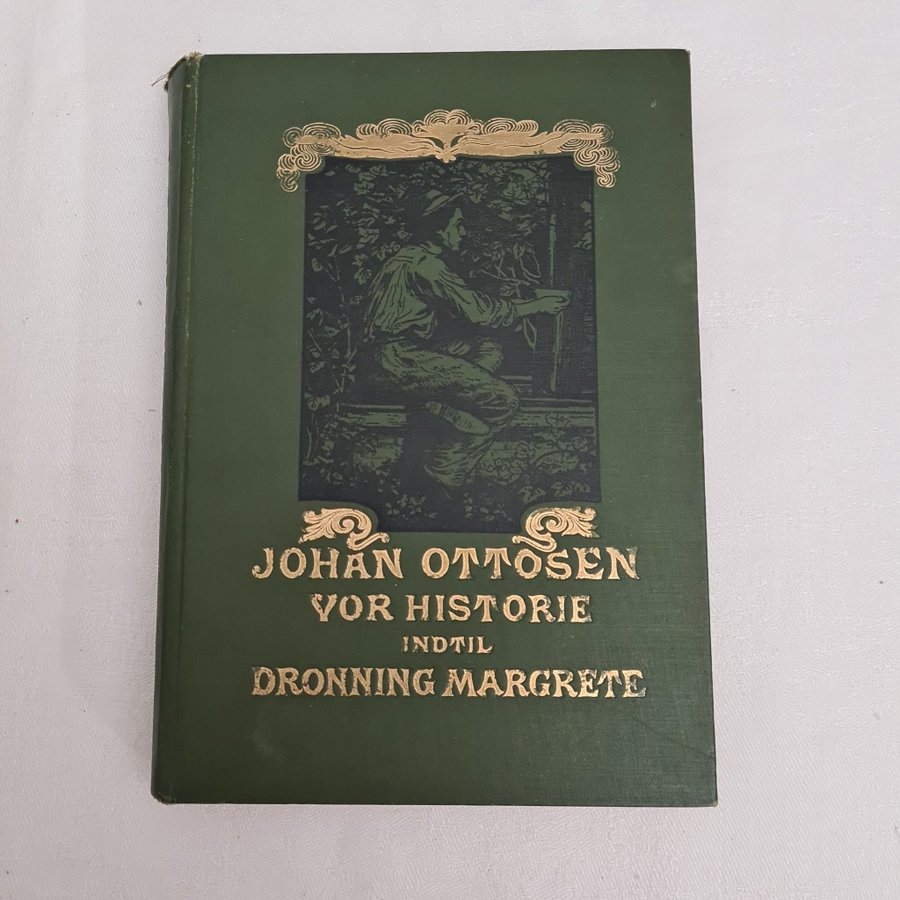 JOHAN OTTOSEN
VOR HISTORIE
INDTIL
DRONNING MARGRETE